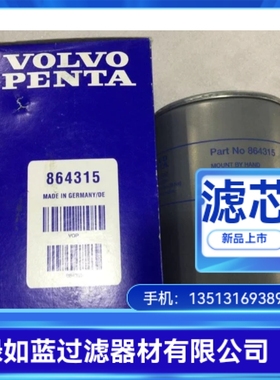 VOLVO
PENTA
864315
MADE IN GERMANY/DE
Part No 864315
MOUNT BY HAND
滤芯
新品上市
手机：13513169389
如蓝过滤器材有限公司